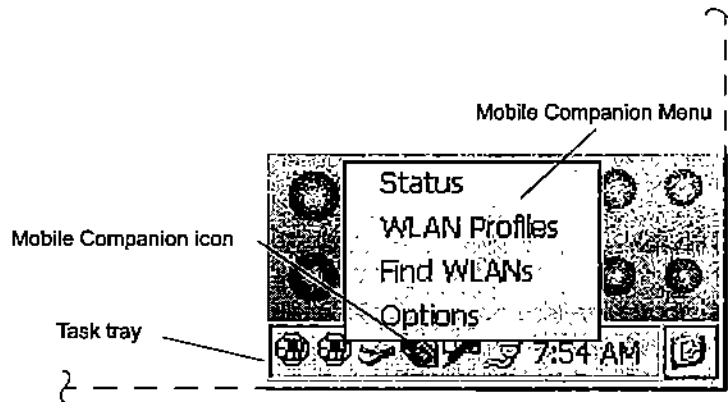 Mobile Companion Menu
Status
WLAN Profiles
Mobile Companion icon
Find WLANs
Options
Task tray
7:54 AM